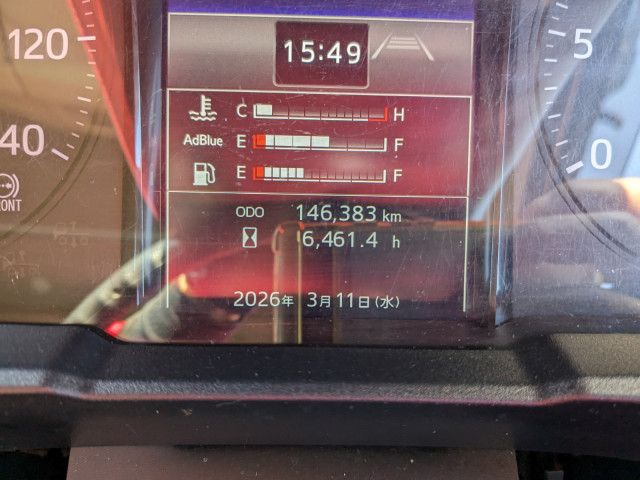 120
15:49
5
C H
40
AdBlue E F
0
E F
FRONT
ODO 146,383 km
6,461.4 h
2026年 3月11日(水)